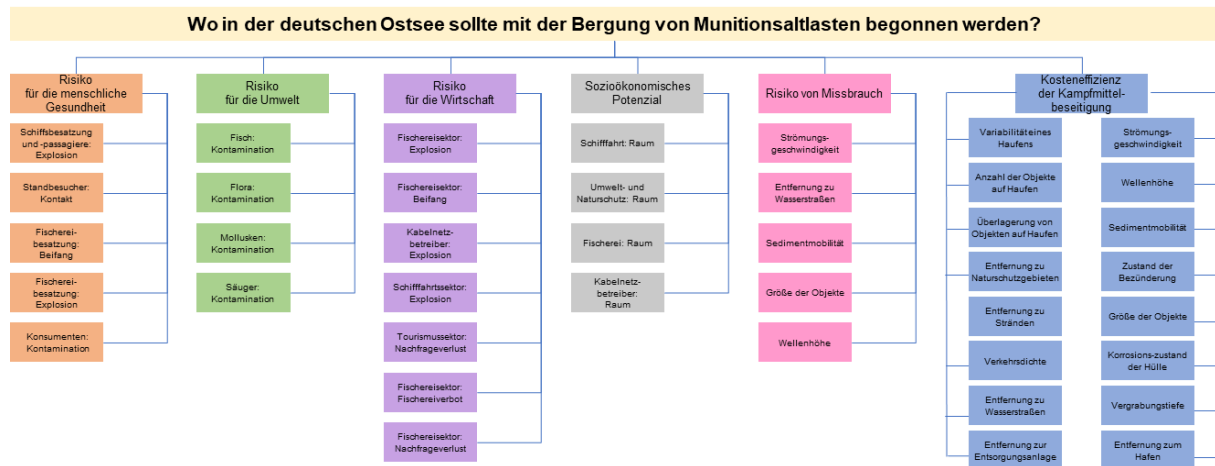 Wo in der deutschen Ostsee sollte mit der Bergung von Munitionsaltlasten begonnen werden?
Risiko
für die menschliche
Gesundheit
Schiffsbesatzung
und -passagiere:
Explosion
Standbesucher:
Kontakt
Fischerei-
besatzung:
Beifang
Fischerei-
besatzung:
Explosion
Konsumenten:
Kontamination
Risiko
für die Umwelt
Fisch:
Kontamination
Flora:
Kontamination
Mollusken:
Kontamination
Säuger:
Kontamination
Risiko
für die Wirtschaft
Fischereisektor:
Explosion
Fischereisektor:
Beifang
Kabelnetz-
betreiber:
Explosion
Schifffahrtssektor:
Explosion
Tourismussektor:
Nachfrageverlust
Fischereisektor:
Fischereiverbot
Fischereisektor:
Nachfrageverlust
Sozioökonomisches
Potenzial
Schifffahrt: Raum
Umwelt- und
Naturschutz: Raum
Fischerei: Raum
Kabelnetz-
betreiber:
Raum
Risiko von Missbrauch
Strömungs-
geschwindigkeit
Entfernung zu
Wasserstraßen
Sedimentmobilität
Größe der Objekte
Wellenhöhe
Kosteneffizienz
der Kampfmittel-
beseitigung
Variabilität eines
Haufens
Anzahl der Objekte
auf Haufen
Überlagerung von
Objekten auf Haufen
Entfernung zu
Naturschutzgebieten
Entfernung zu
Stränden
Verkehrsdichte
Entfernung zu
Wasserstraßen
Entfernung zur
Entsorgungsanlage
Strömungs-
geschwindigkeit
Wellenhöhe
Sedimentmobilität
Zustand der
Bezünderung
Größe der Objekte
Korrosions-zustand
der Hülle
Vergrabungstiefe
Entfernung zum
Hafen